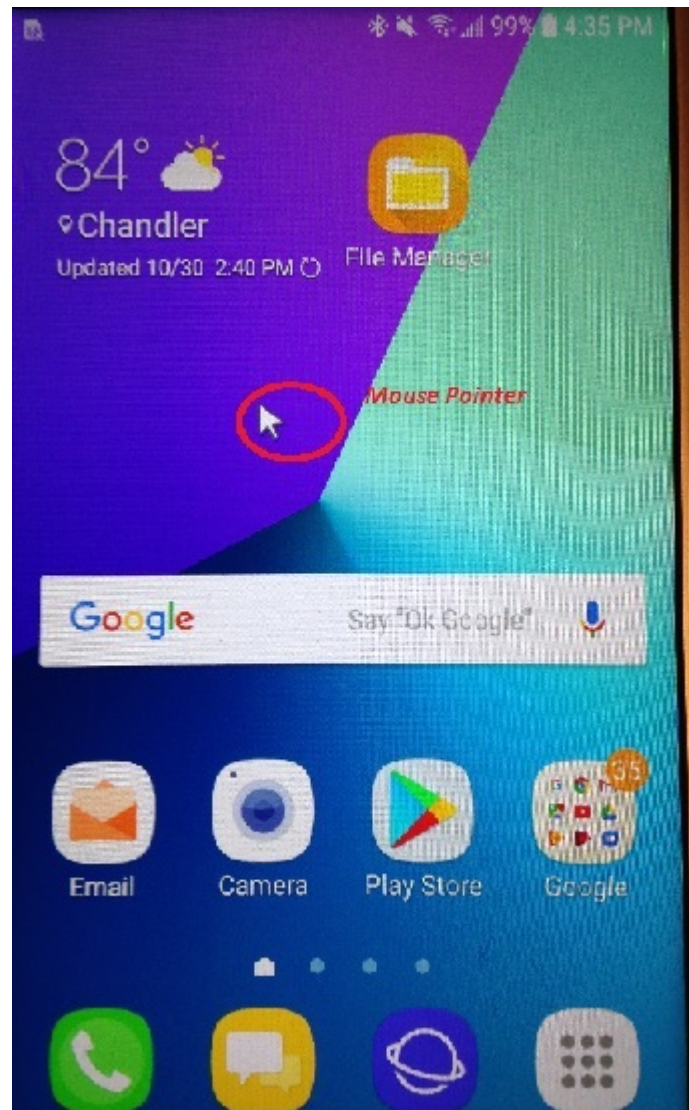 99% 4:35 PM
84°
Chandler
Updated 10/30 2:40 PM
File Manager
Mouse Pointer
Google
Say "Ok Google"
35
Email
Camera
Play Store
Google